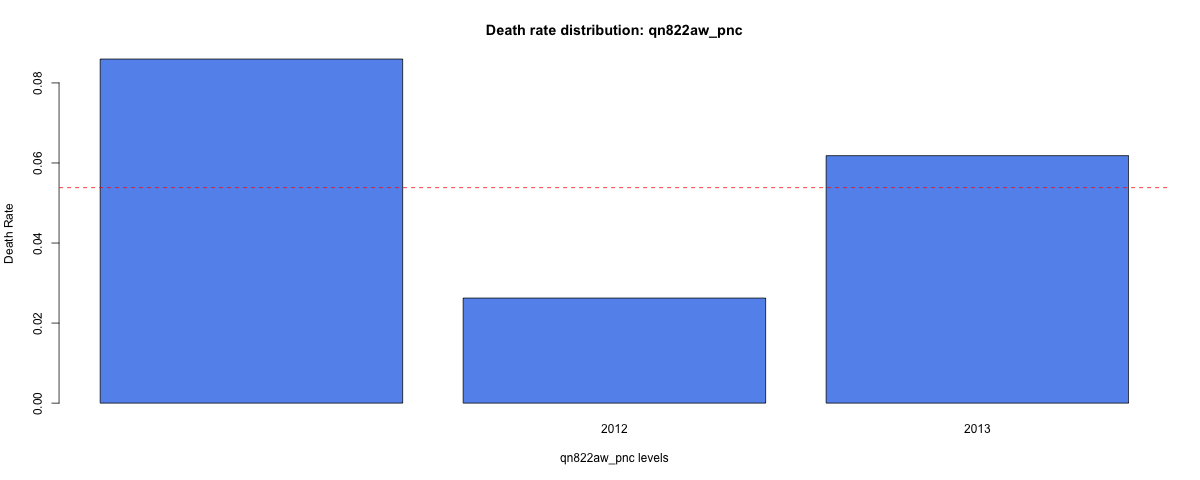 Death rate distribution: qn822aw_pnc
Death Rate
0.08
0.06
0.04
0.02
0.00
2012 2013
qn822aw_pnc levels